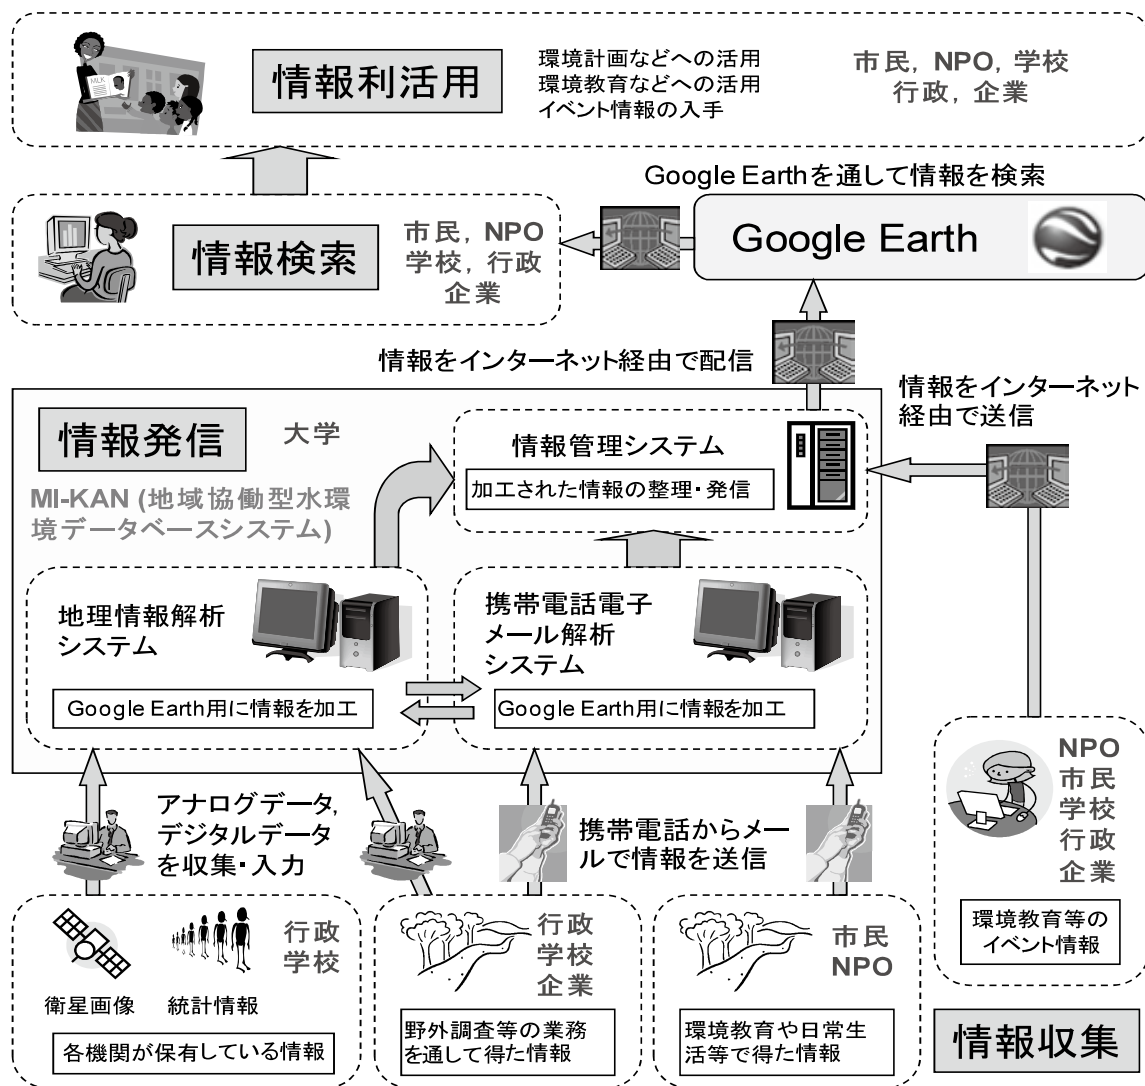 情報利活用
環境計画などへの活用
環境教育などへの活用
イベント情報の入手
市民, NPO, 学校
行政, 企業
MLK
Google Earthを通して情報を検索
Google Earth
情報検索
市民, NPO
学校, 行政
企業
情報をインターネット経由で配信
情報をインターネット
経由で送信
情報発信
大学
MI-KAN (地域協働型水環
境データベースシステム)
情報管理システム
加工された情報の整理・発信
地理情報解析
システム
Google Earth用に情報を加工
携帯電話電子
メール解析
システム
Google Earth用に情報を加工
アナログデータ,
デジタルデータ
を収集・入力
携帯電話からメー
ルで情報を送信
NPO
市民
学校
行政
企業
環境教育等の
イベント情報
行政
学校
衛星画像
統計情報
各機関が保有している情報
行政
学校
企業
野外調査等の業務
を通して得た情報
市民
NPO
環境教育や日常生
活等で得た情報
情報収集